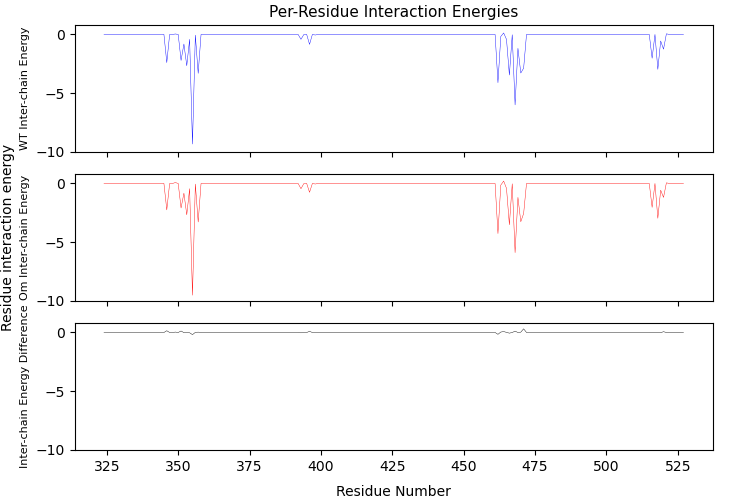 Per-Residue Interaction Energies
WT Inter-chain Energy
0
−5
−10
Residue interaction energy
Om Inter-chain Energy
0
−5
−10
Inter-chain Energy Difference
0
−5
−10
325 350 375 400 425 450 475 500 525
Residue Number